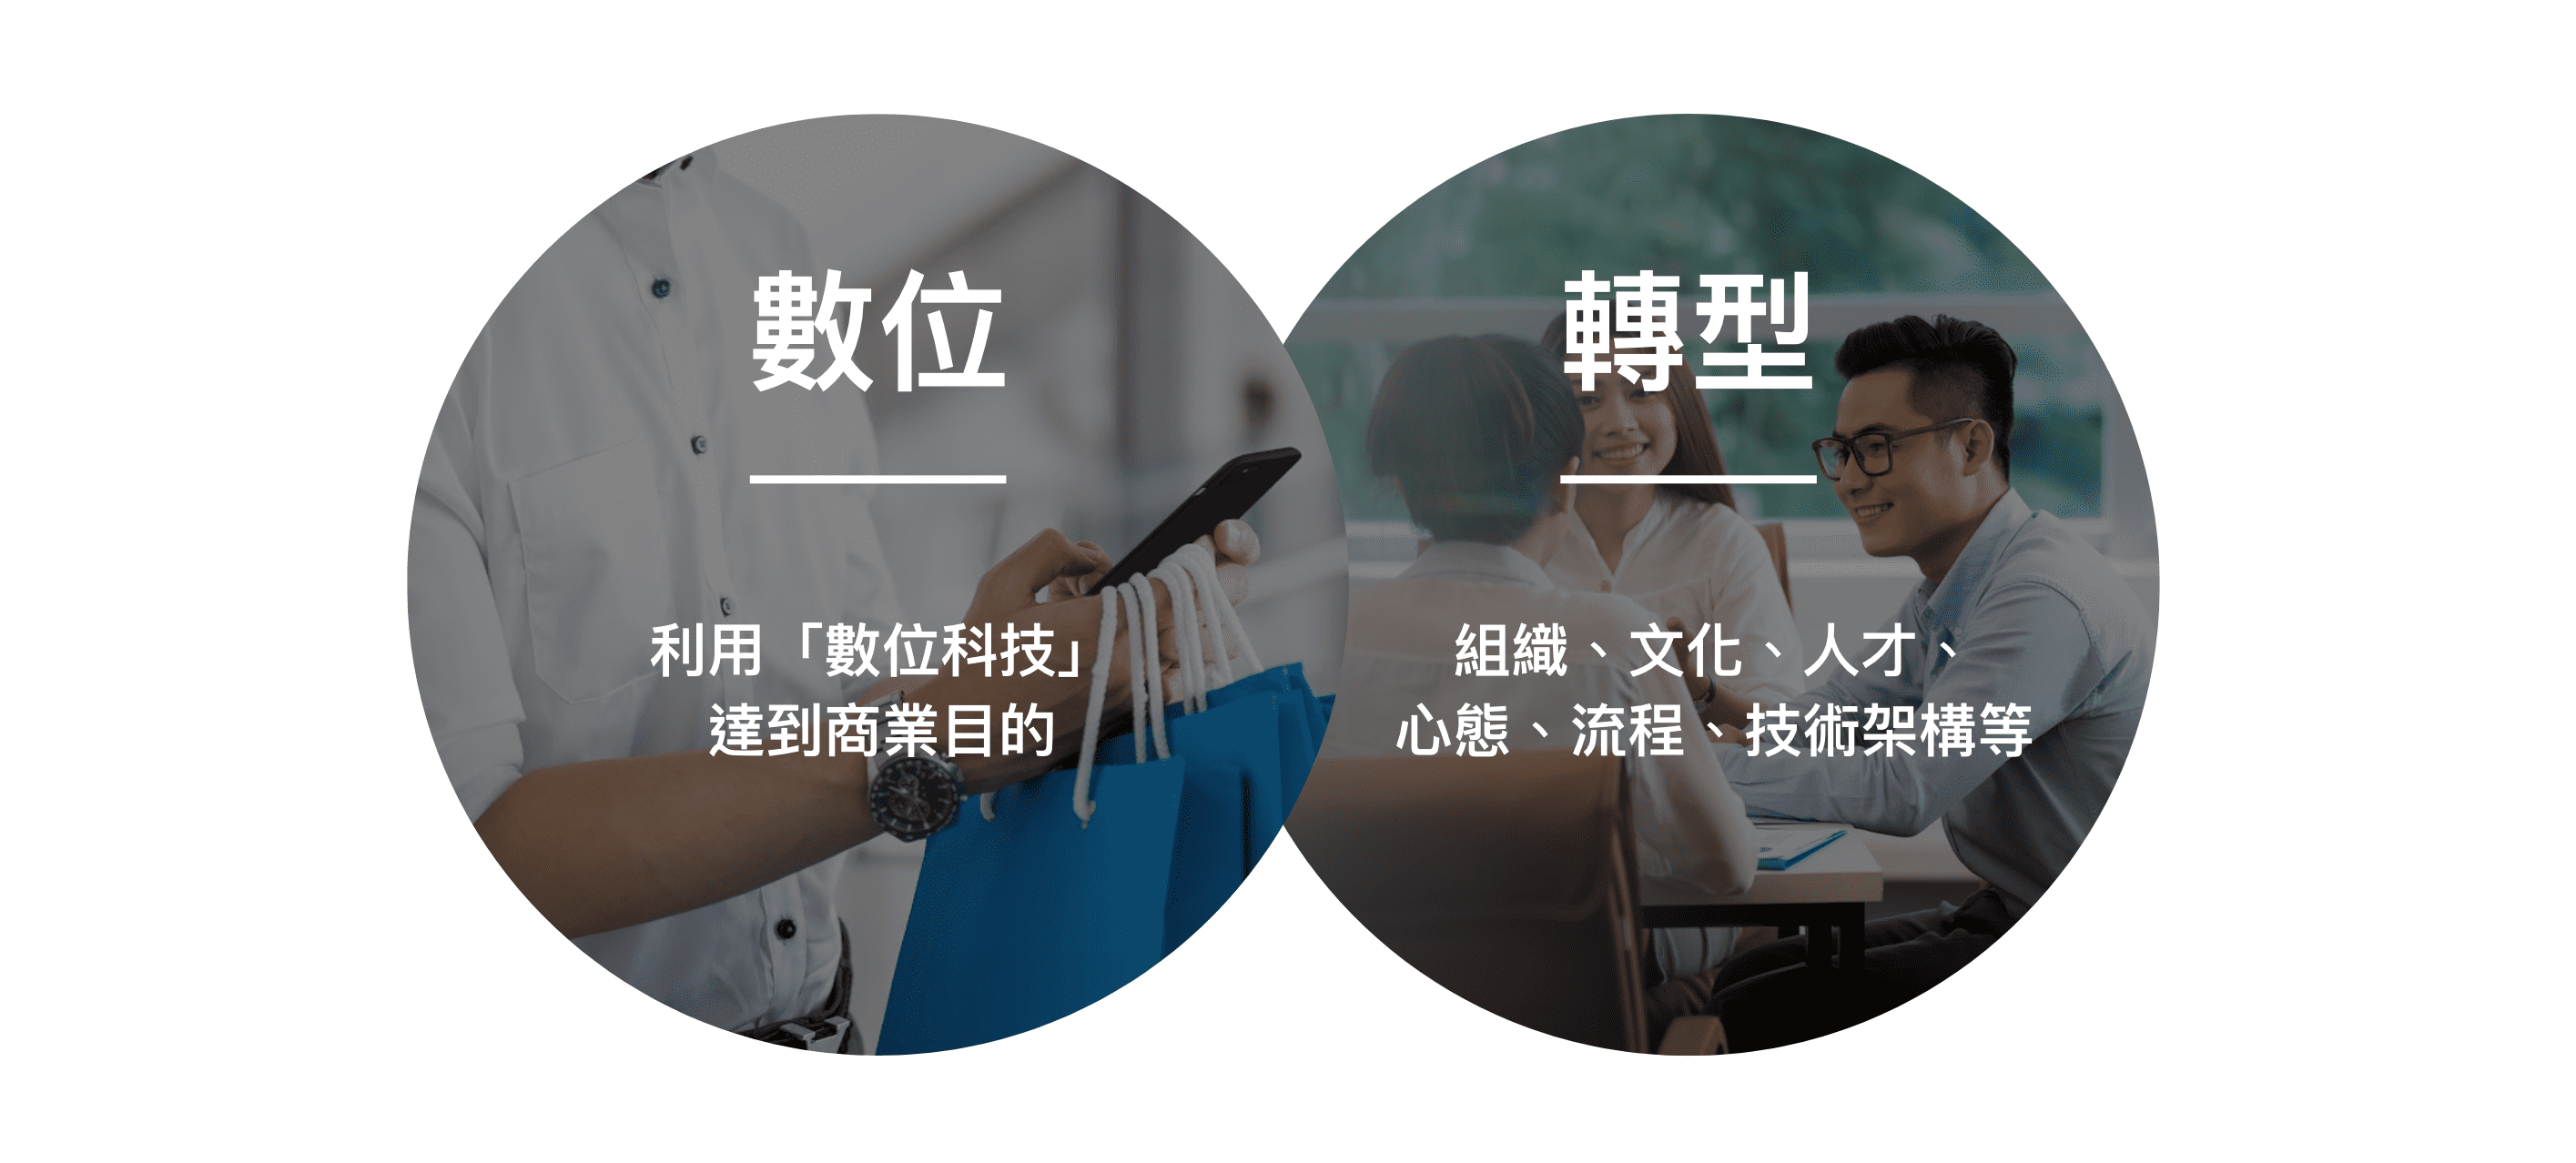 數位
利用「數位科技」
達到商業目的
轉型
組織、文化、人才、
心態、流程、技術架構等